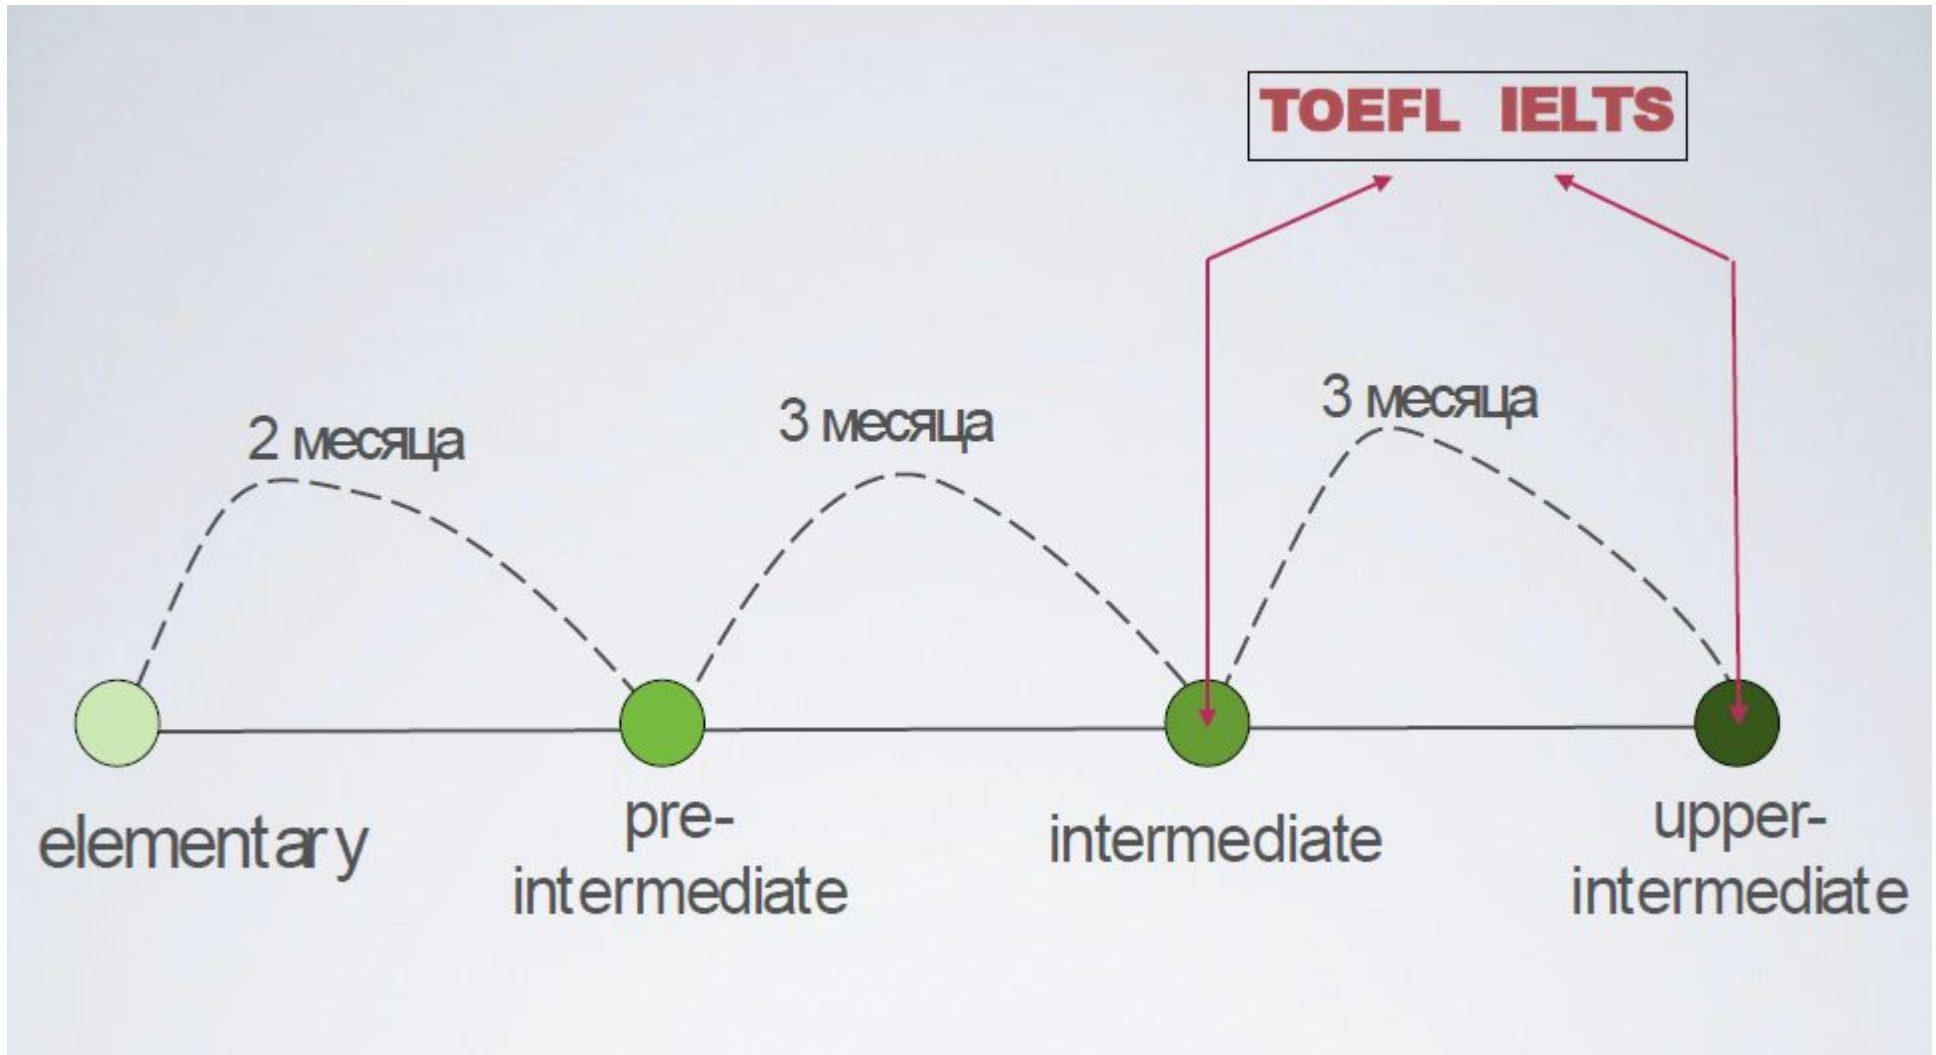 TOEFL IELTS
2 месяца
3 месяца
3 месяца
elementary
pre-
intermediate
intermediate
upper-
intermediate